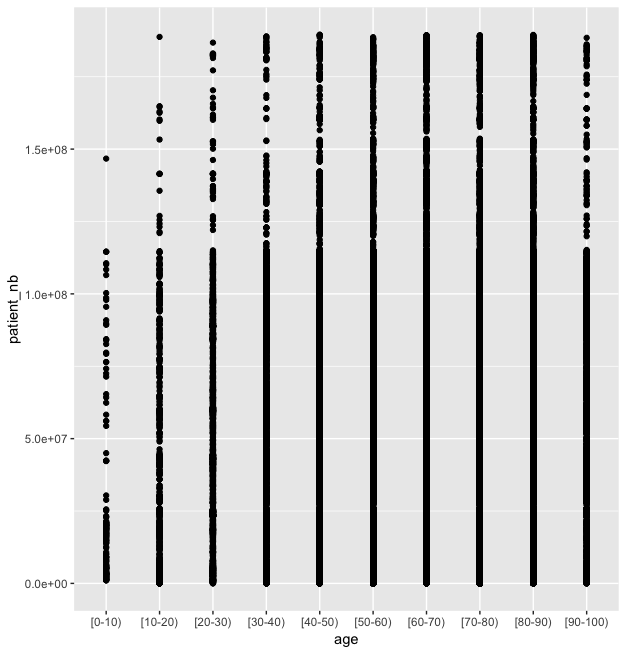 patient_nb
1.5e+08
1.0e+08
5.0e+07
0.0e+00
[0-10) [10-20) [20-30) [30-40) [40-50) [50-60) [60-70) [70-80) [80-90) [90-100)
age